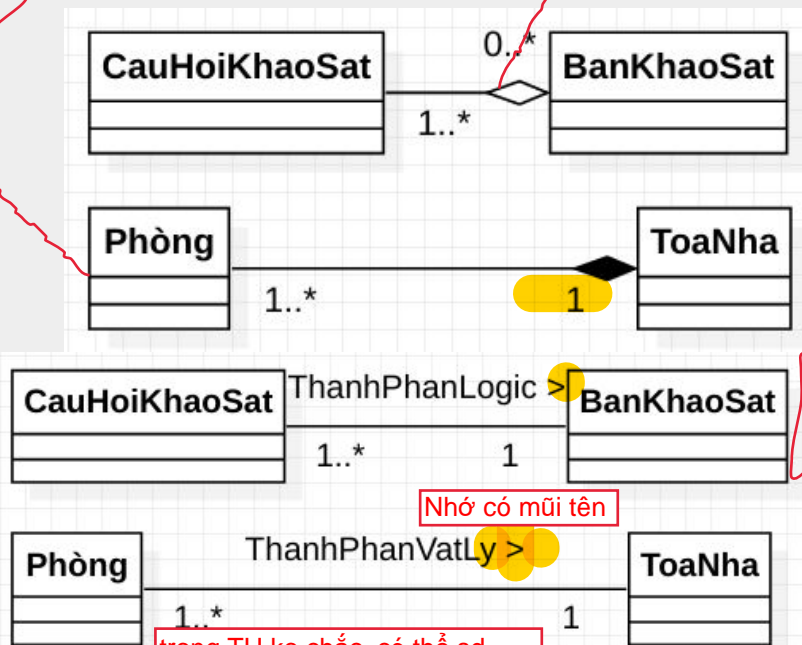 0..*
CauHoiKhaoSat
BanKhaoSat
1..*
Phòng
ToaNha
1..*
1
ThanhPhanLogic >
CauHoiKhaoSat
BanKhaoSat
1..*
1
Nhớ có mũi tên
ThanhPhanVatLy >
Phòng
ToaNha
1..*
1